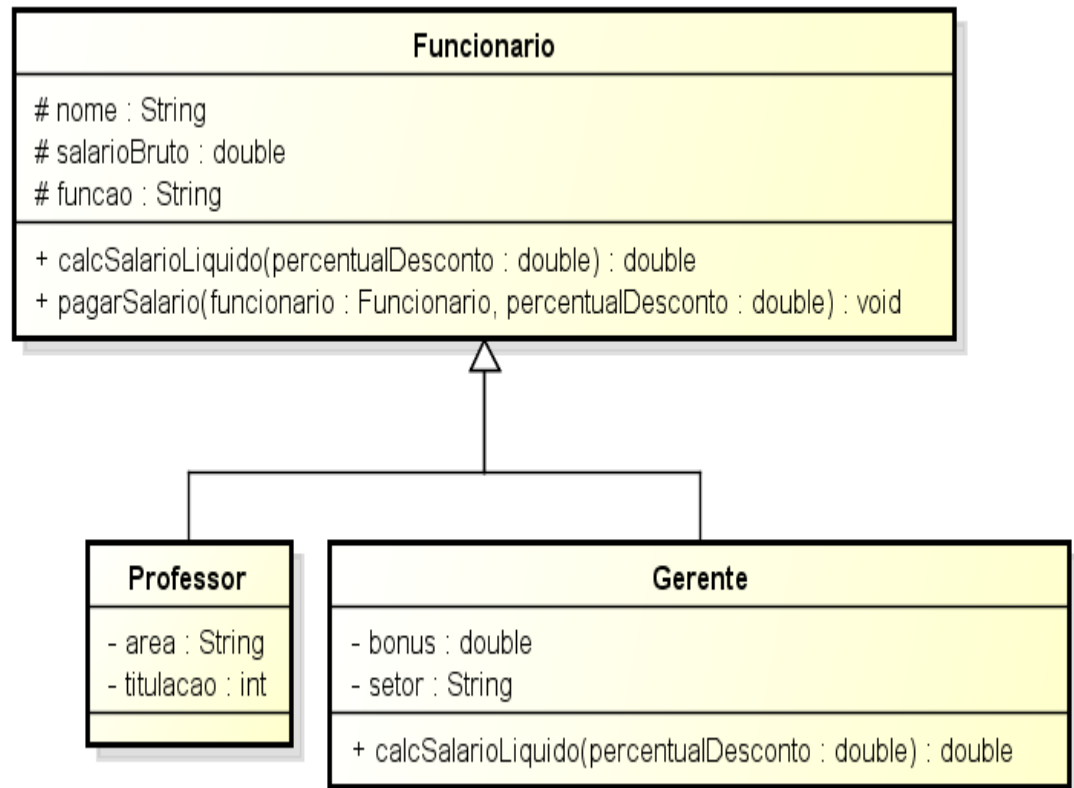 Funcionario
# nome : String
# salarioBruto : double
# funcao : String
+ calcSalarioLiquido(percentualDesconto : double) : double
+ pagarSalario(funcionario : Funcionario, percentualDesconto : double) : void
Professor
- area : String
- titulacao : int
Gerente
- bonus : double
- setor : String
+ calcSalarioLiquido(percentualDesconto : double) : double